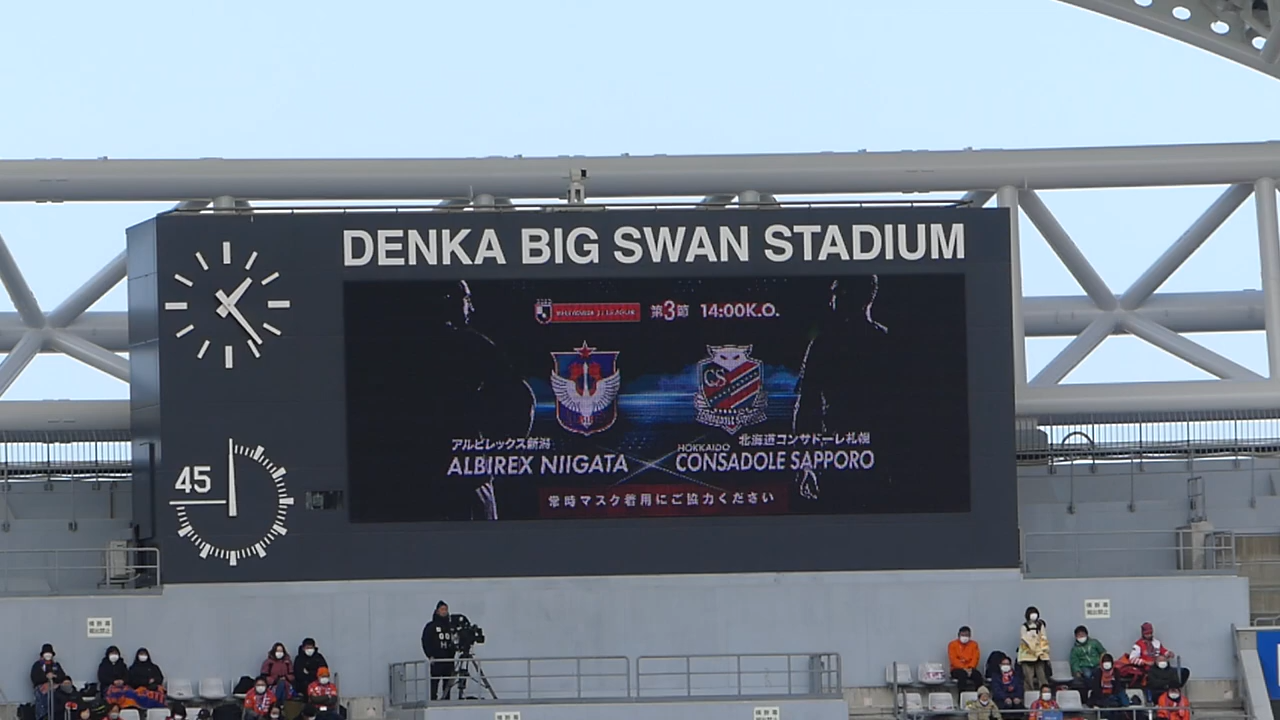 DENKA BIG SWAN STADIUM
第3節 14:00K.O.
CS
アルビレックス新潟
ALBIREX NIIGATA
HOKKAIDO 北海道コンサドーレ札幌
CONSADOLE SAPPORO
常時マスク着用にご協力ください
45